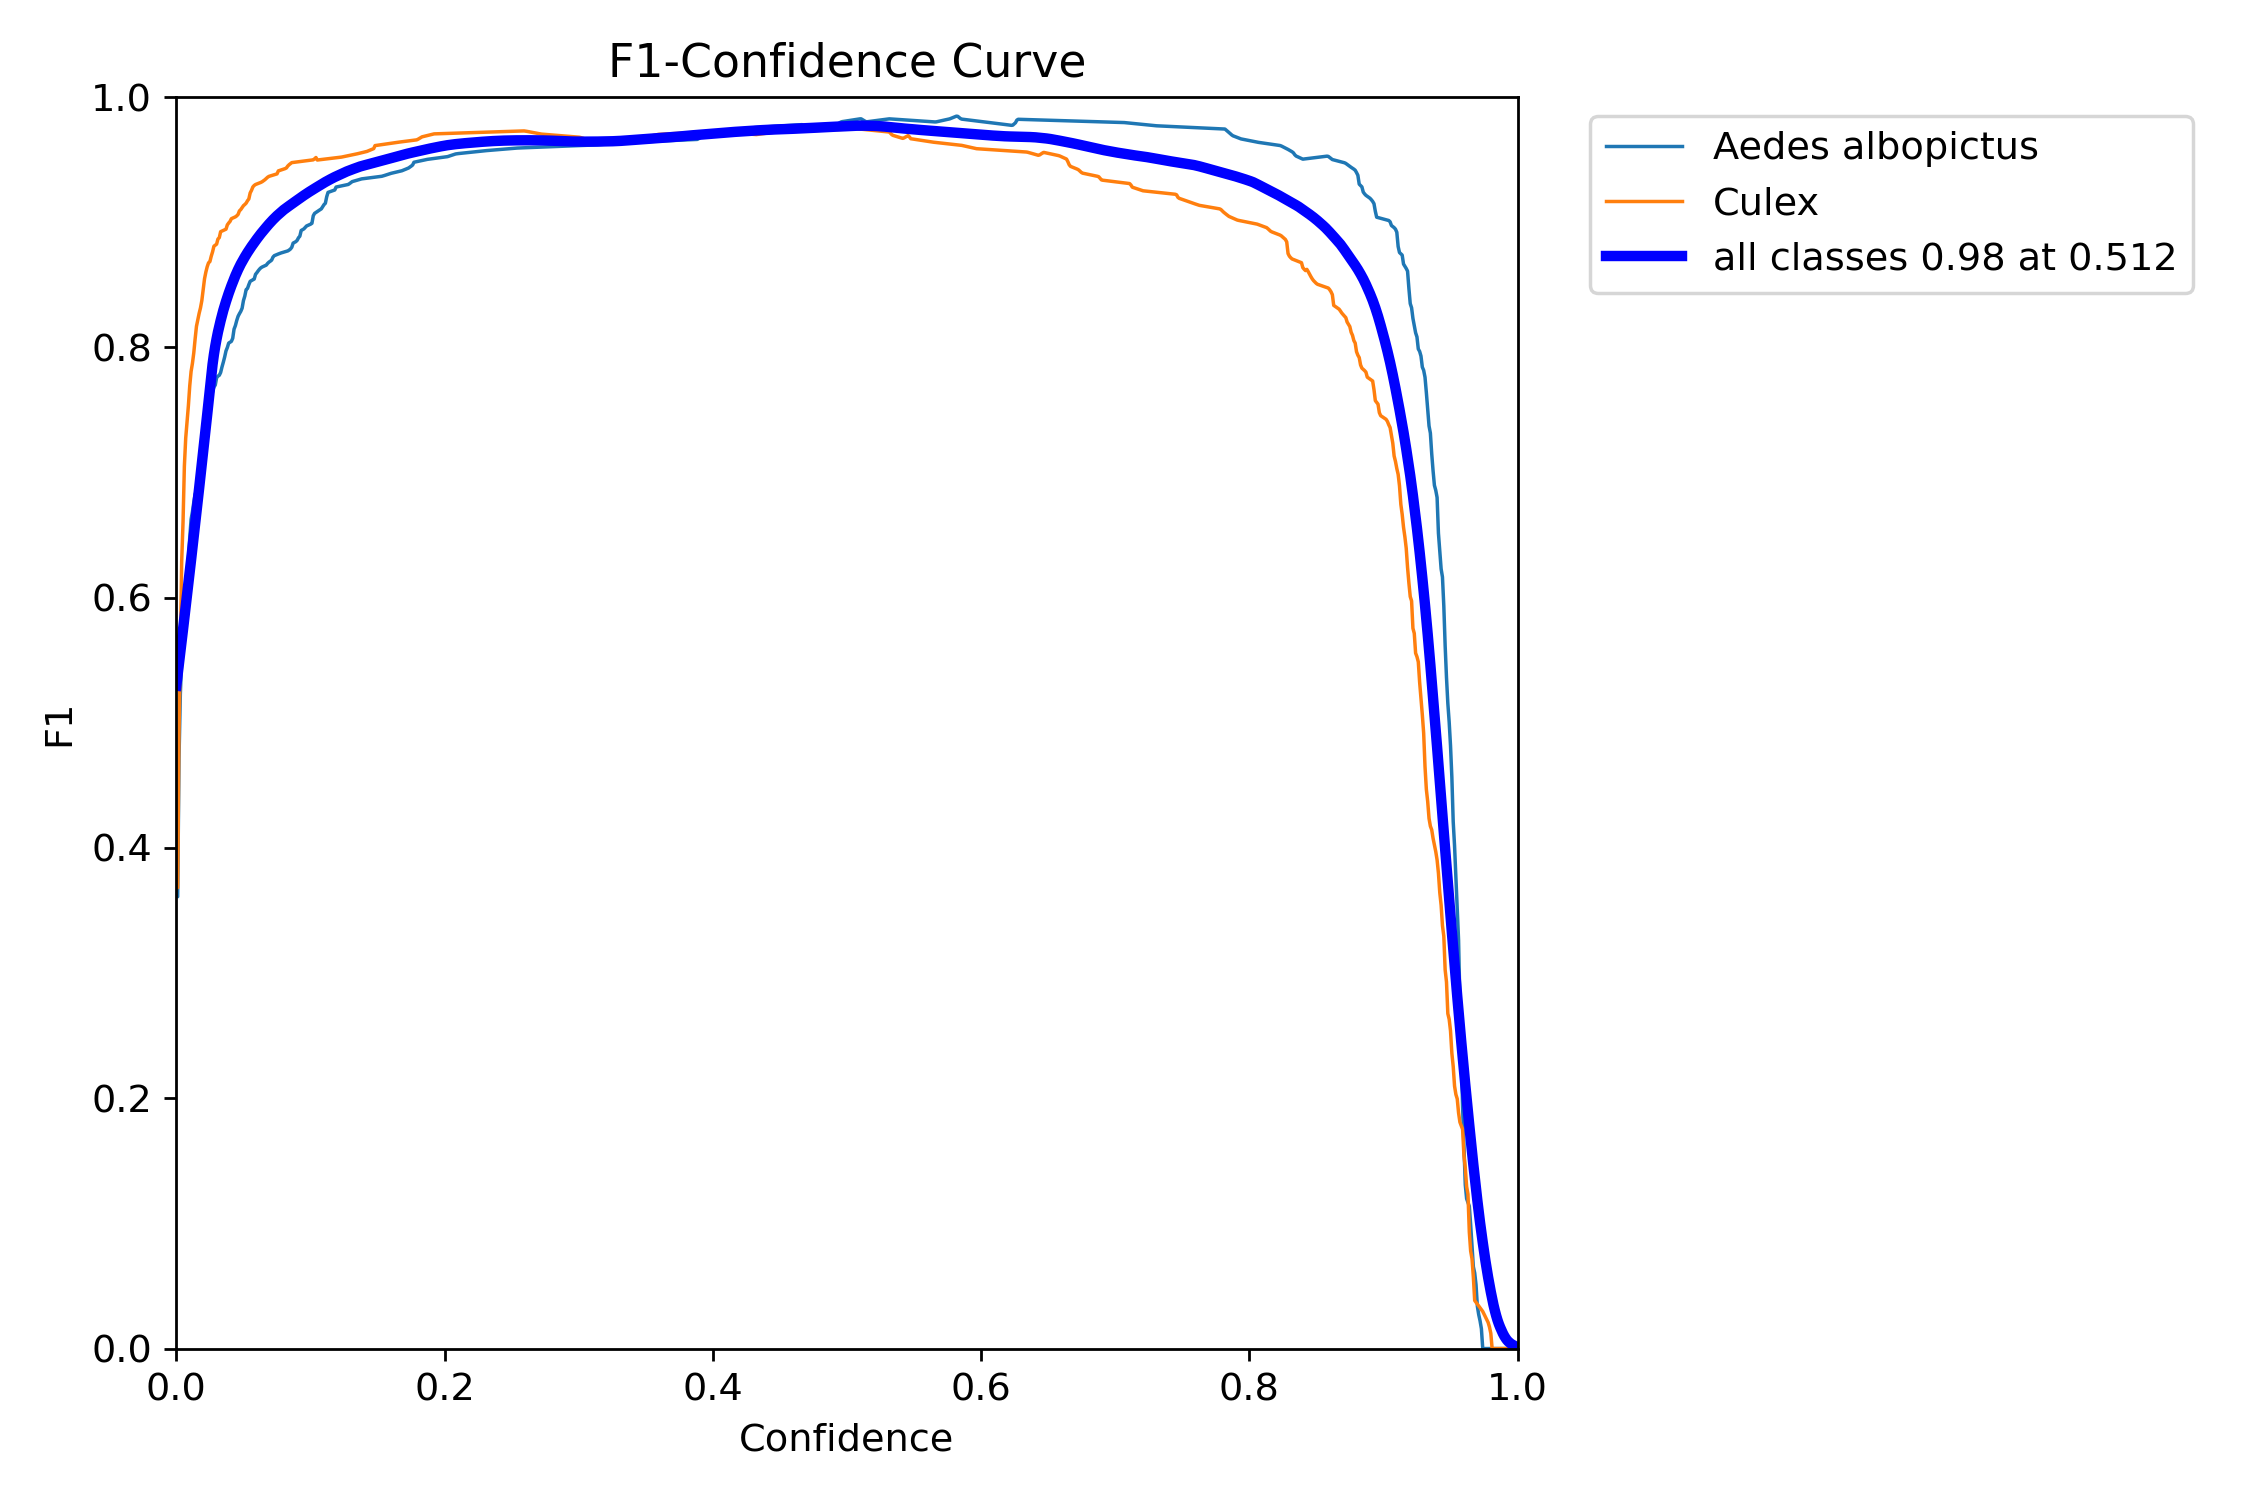 F1-Confidence Curve
1.0
0.8
0.6
0.4
0.2
0.0
F1
0.0 0.2 0.4 0.6 0.8 1.0
Confidence
Aedes albopictus
Culex
all classes 0.98 at 0.512